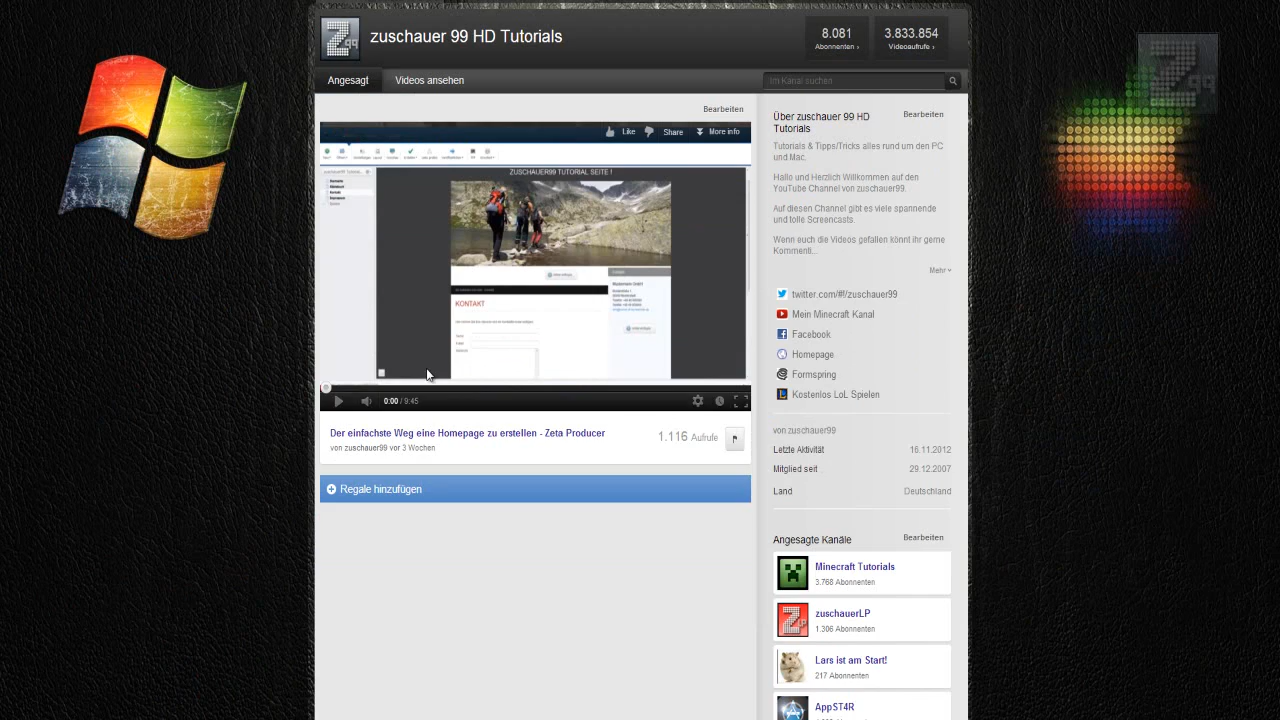 zuschauer 99 HD Tutorials
8.081
Abonnenten ›
3.833.854
Videoaufrufe ›
Angesagt
Videos ansehen
Im Kanal suchen
Bearbeiten
Like
Share
More info
ZUSCHAUER99 TUTORIAL SEITE !
KONTAKT
0:00 / 9:45
Der einfachste Weg eine Homepage zu erstellen - Zeta Producer
von zuschauer99 vor 3 Wochen
1.116 Aufrufe
Regale hinzufügen
Über zuschauer 99 HD
Tutorials
Bearbeiten
Tutorials & Tipps/Tricks alles rund um den PC
und Mac.
Hallo und Herzlich Willkommen auf den
YouTube Channel von zuschauer99.
Auf diesen Channel gibt es viele spannende
und tolle Screencasts.
Wenn euch die Videos gefallen könnt ihr gerne
Kommenti...
Mehr
twitter.com/#!/zuschauer99
Mein Minecraft Kanal
Facebook
Homepage
Formspring
Kostenlos LoL Spielen
von zuschauer99
Letzte Aktivität 16.11.2012
Mitglied seit 29.12.2007
Land Deutschland
Angesagte Kanäle
Bearbeiten
Minecraft Tutorials
3.768 Abonnenten
zuschauerLP
1.306 Abonnenten
Lars ist am Start!
217 Abonnenten
AppST4R